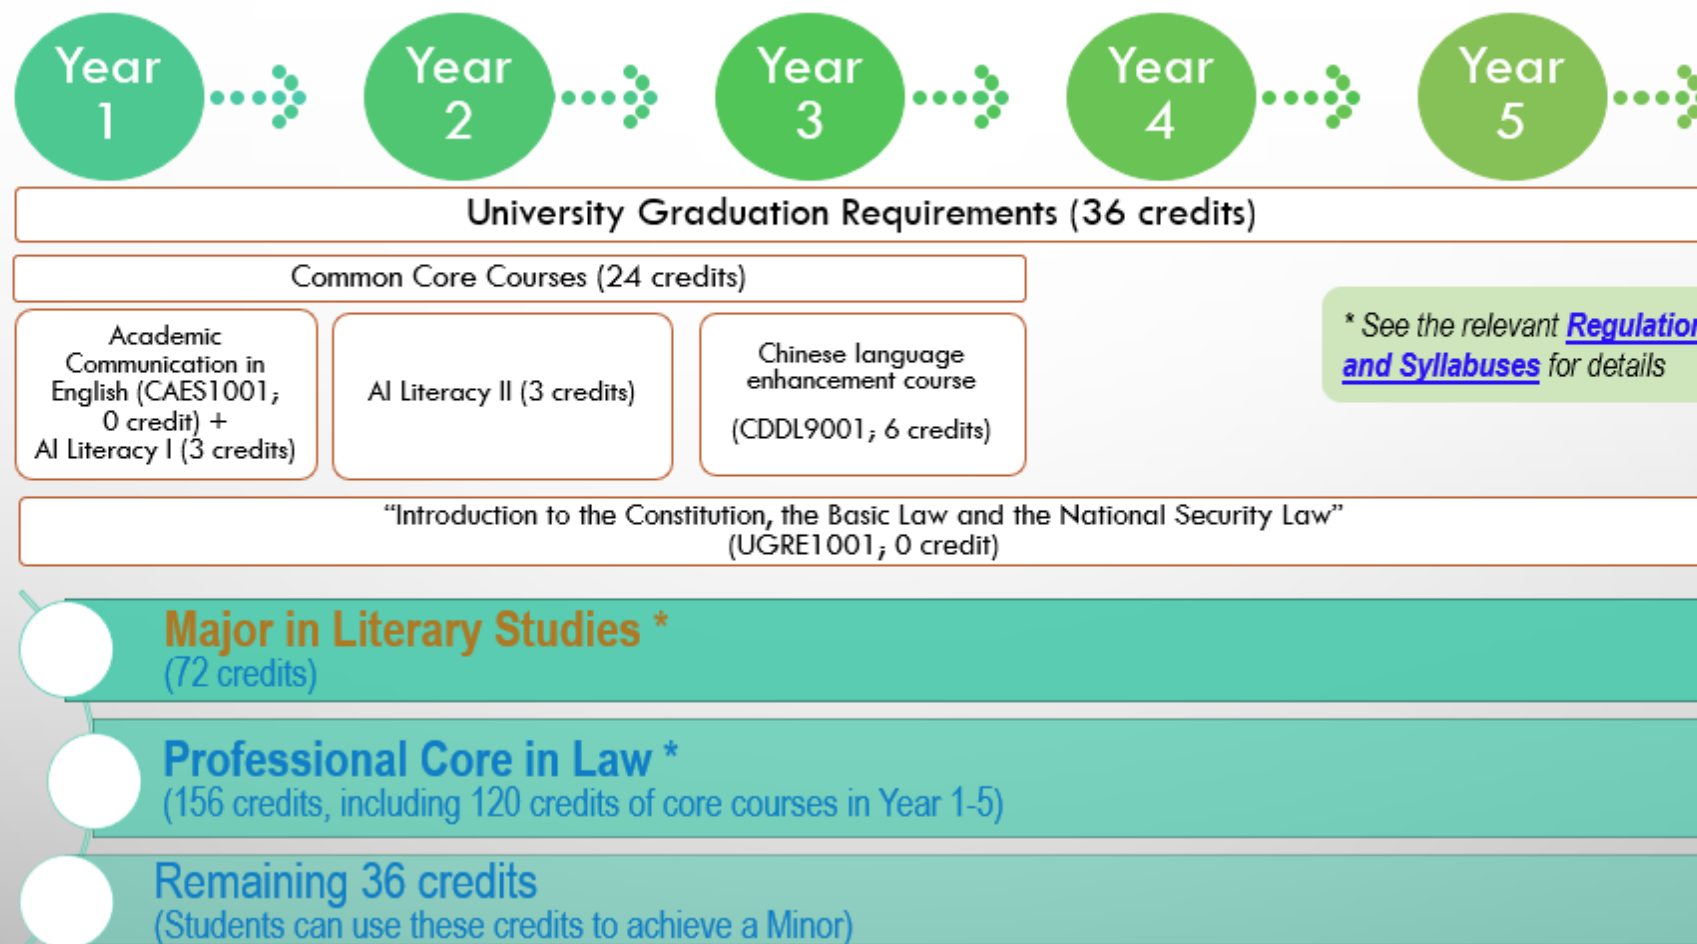 Year
1
Year
2
Year
3
Year
4
Year
5
University Graduation Requirements (36 credits)
Common Core Courses (24 credits)
Academic
Communication in
English (CAES1001;
0 credit) +
AI Literacy I (3 credits)
AI Literacy II (3 credits)
Chinese language
enhancement course
(CDDL9001; 6 credits)
* See the relevant Regulation
and Syllabuses for details
“Introduction to the Constitution, the Basic Law and the National Security Law”
(UGRE1001; 0 credit)
Major in Literary Studies *
(72 credits)
Professional Core in Law *
(156 credits, including 120 credits of core courses in Year 1-5)
Remaining 36 credits
(Students can use these credits to achieve a Minor)